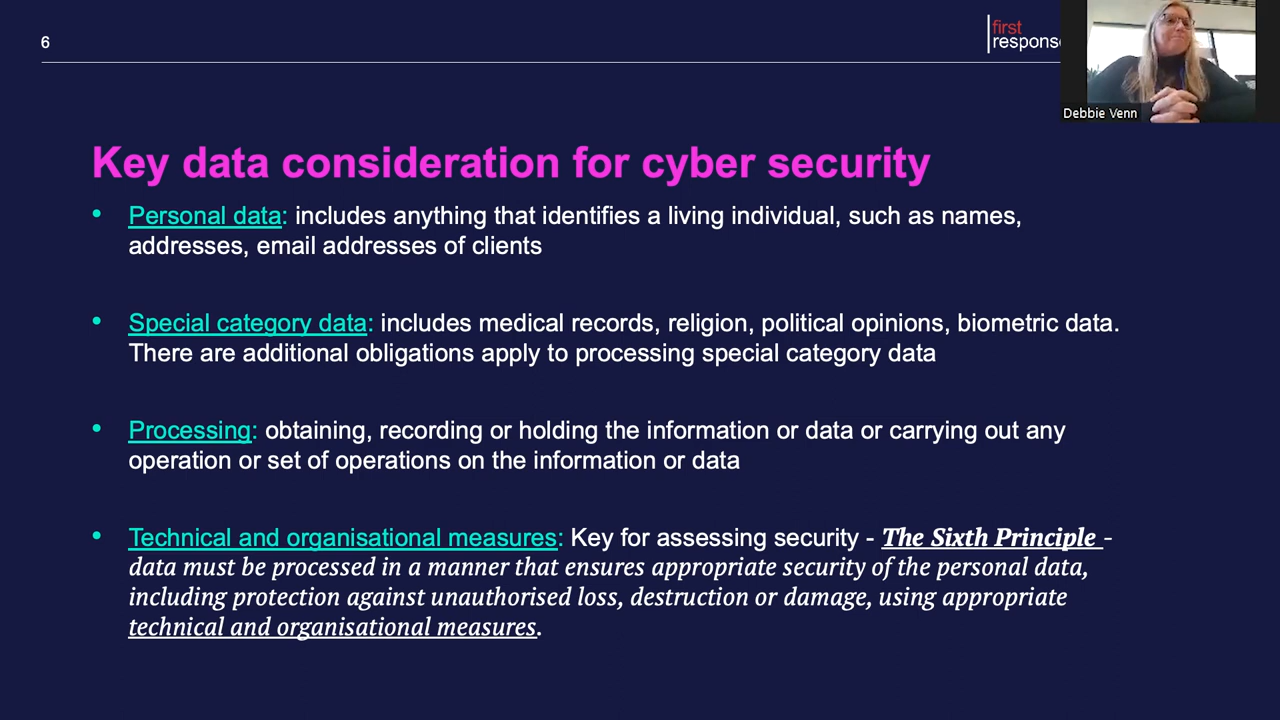 6
first
response
Debbie Venn
Key data consideration for cyber security
• Personal data: includes anything that identifies a living individual, such as names,
addresses, email addresses of clients
• Special category data: includes medical records, religion, political opinions, biometric data.
There are additional obligations apply to processing special category data
• Processing: obtaining, recording or holding the information or data or carrying out any
operation or set of operations on the information or data
• Technical and organisational measures: Key for assessing security - The Sixth Principle -
data must be processed in a manner that ensures appropriate security of the personal data,
including protection against unauthorised loss, destruction or damage, using appropriate
technical and organisational measures.